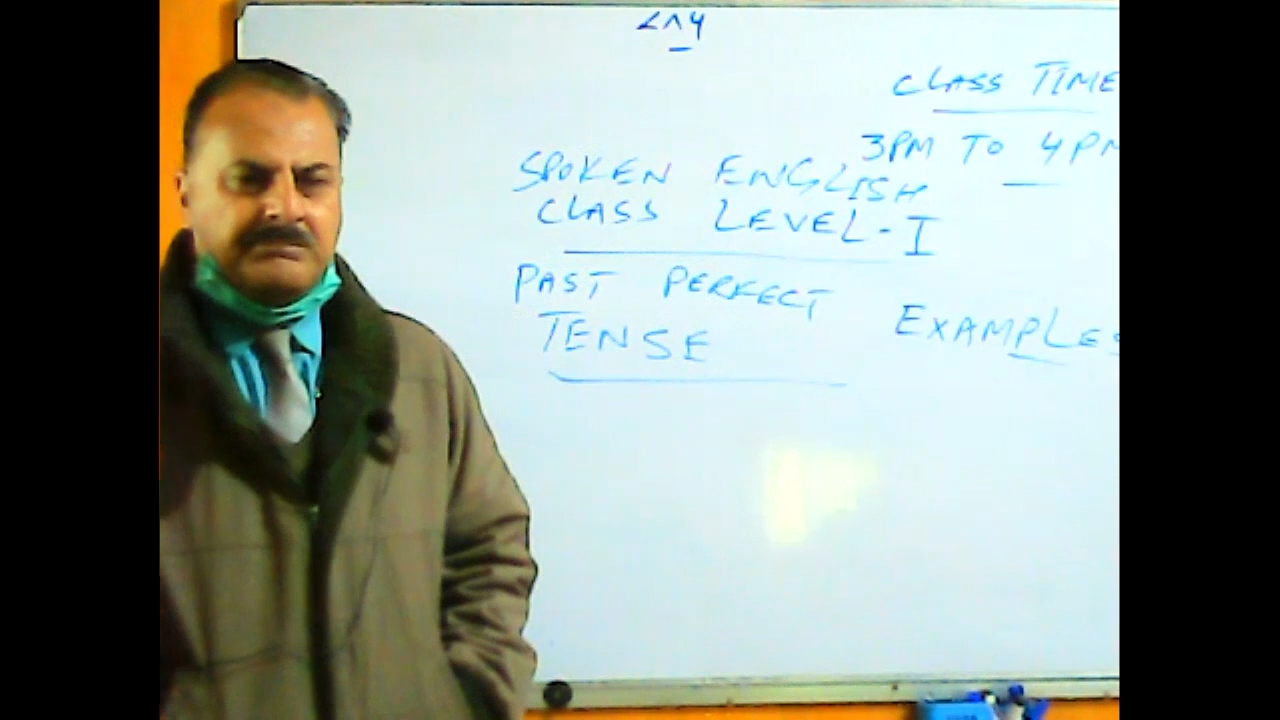 CLASS TIME
3PM TO 4PM
SPOKEN ENGLISH
CLASS LEVEL-I
PAST PERFECT
TENSE
EXAMPLES